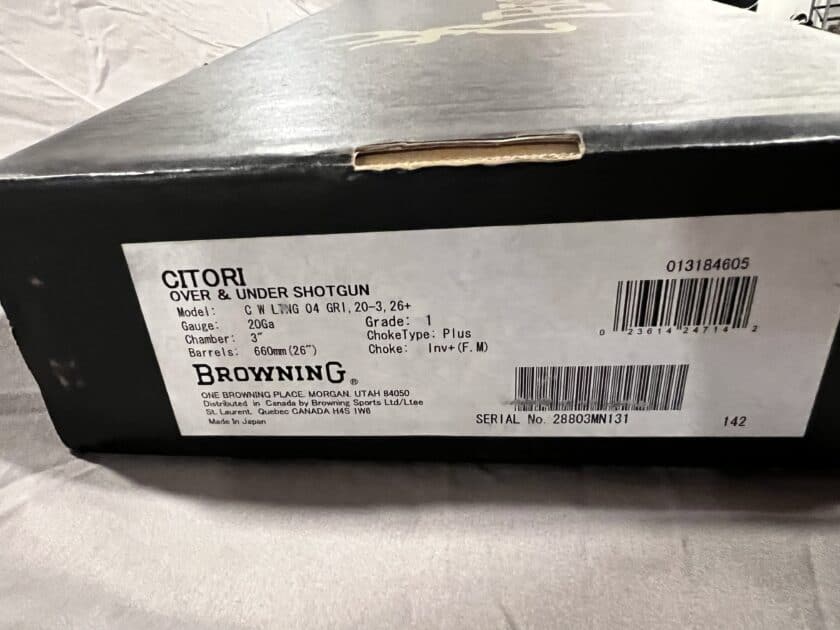 CITORI
OVER & UNDER SHOTGUN
Model: C W LTNG 04 GRI, 20-3, 26+
Gauge: 20Ga Grade: 1
Chamber: 3" ChokeType: Plus
Barrels: 660mm(26") Choke: Inv+(F.M)
BROWNING®
ONE BROWNING PLACE, MORGAN, UTAH 84050
Distributed in Canada by Browning Sports Ltd/Ltee
St. Laurent, Quebec CANADA H4S 1W6
Made in Japan
013184605
0 23614 24714 2
SERIAL No. 28803MN131
142